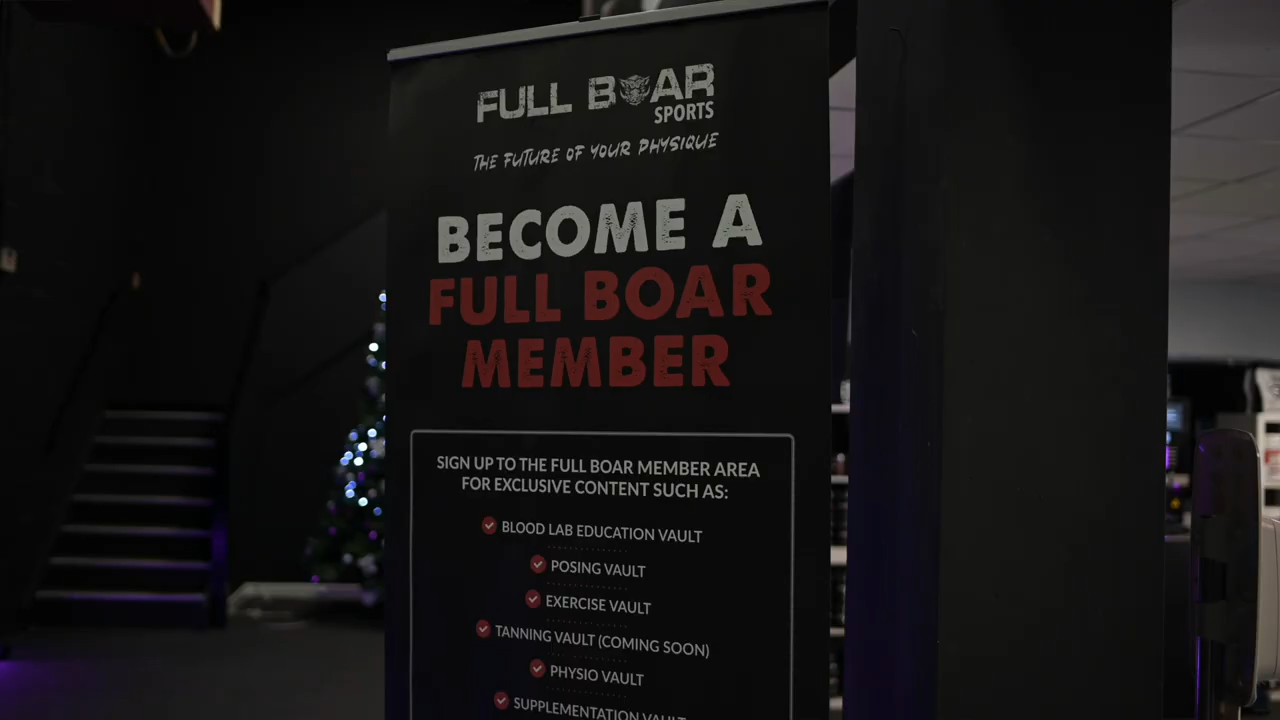 FULL BOAR
SPORTS
THE FUTURE OF YOUR PHYSIQUE
BECOME A
FULL BOAR
MEMBER
SIGN UP TO THE FULL BOAR MEMBER AREA
FOR EXCLUSIVE CONTENT SUCH AS:
BLOOD LAB EDUCATION VAULT
POSING VAULT
EXERCISE VAULT
TANNING VAULT (COMING SOON)
PHYSIO VAULT
SUPPLEMENTATION VAULT